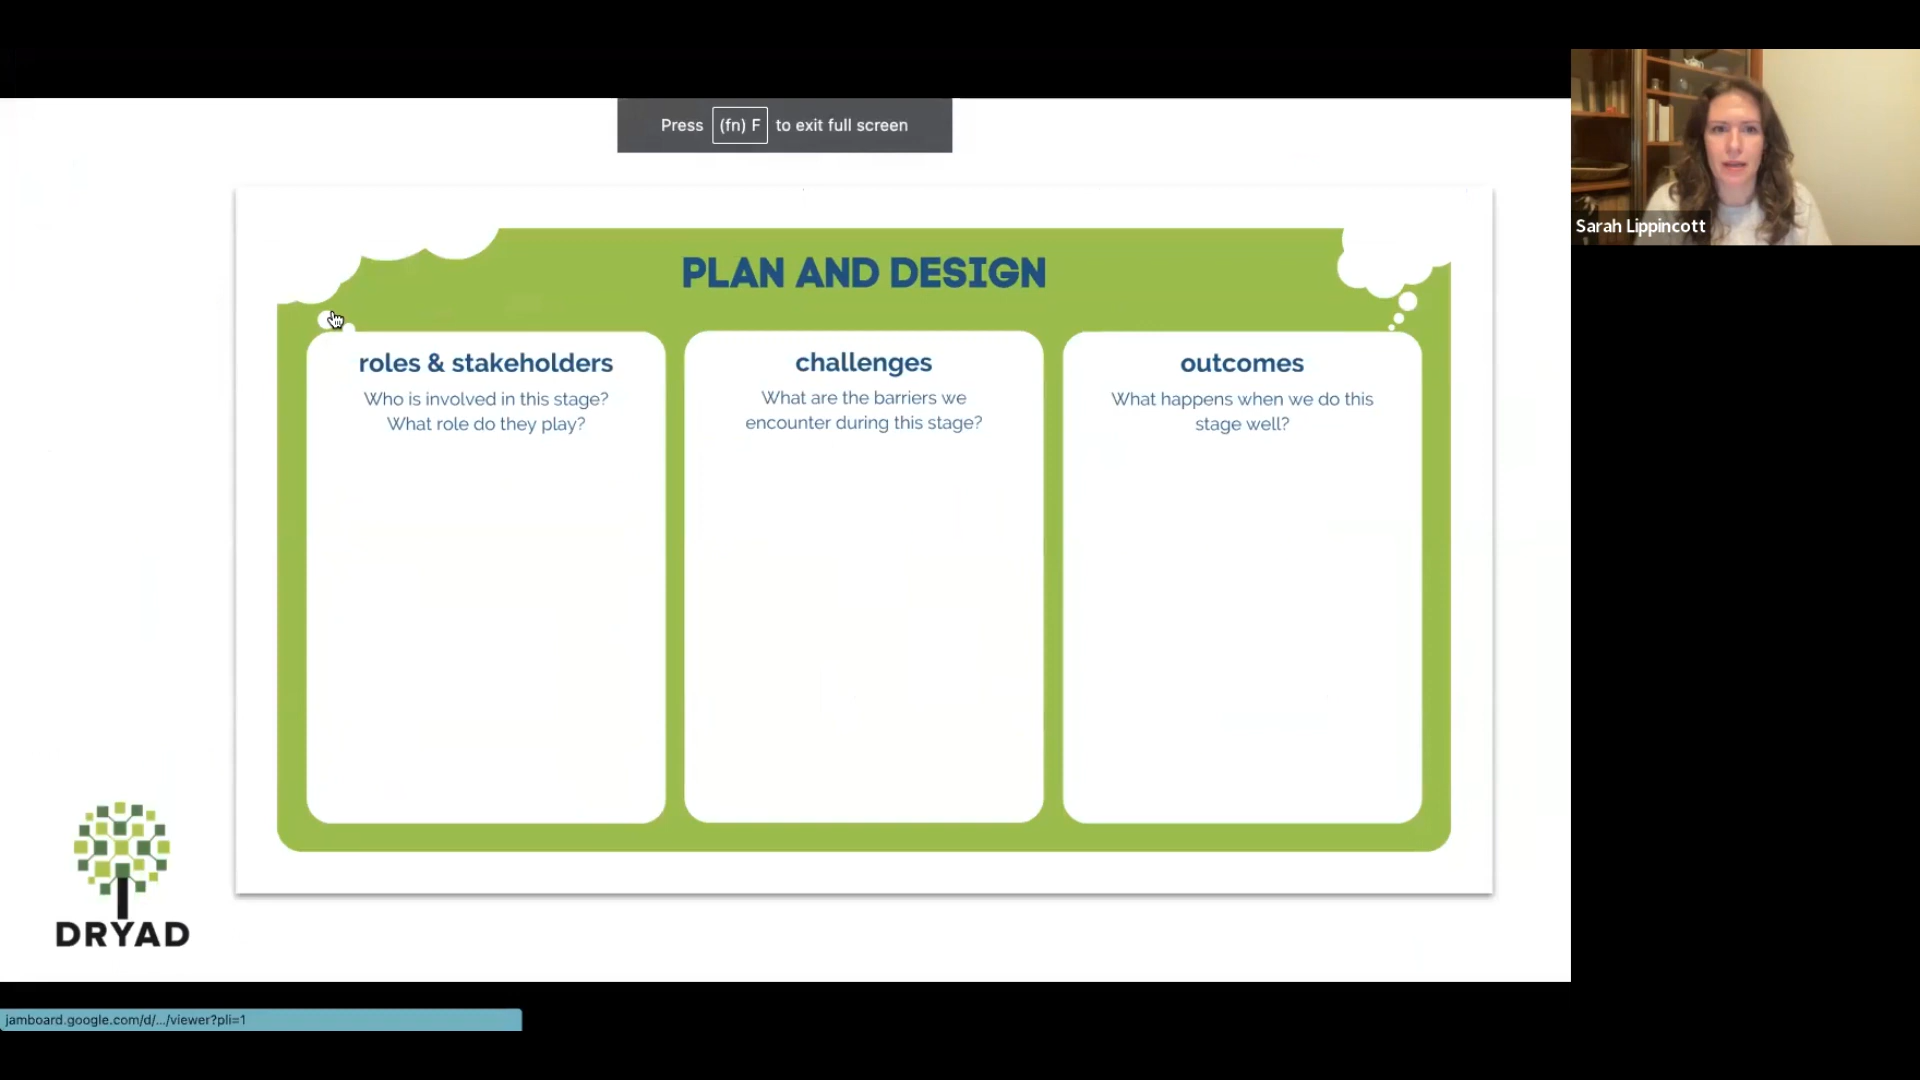 Press (fn) F to exit full screen
Sarah Lippincott
PLAN AND DESIGN
roles & stakeholders
Who is involved in this stage?
What role do they play?
challenges
What are the barriers we
encounter during this stage?
outcomes
What happens when we do this
stage well?
DRYAD
jamboard.google.com/d/.../viewer?pli=1